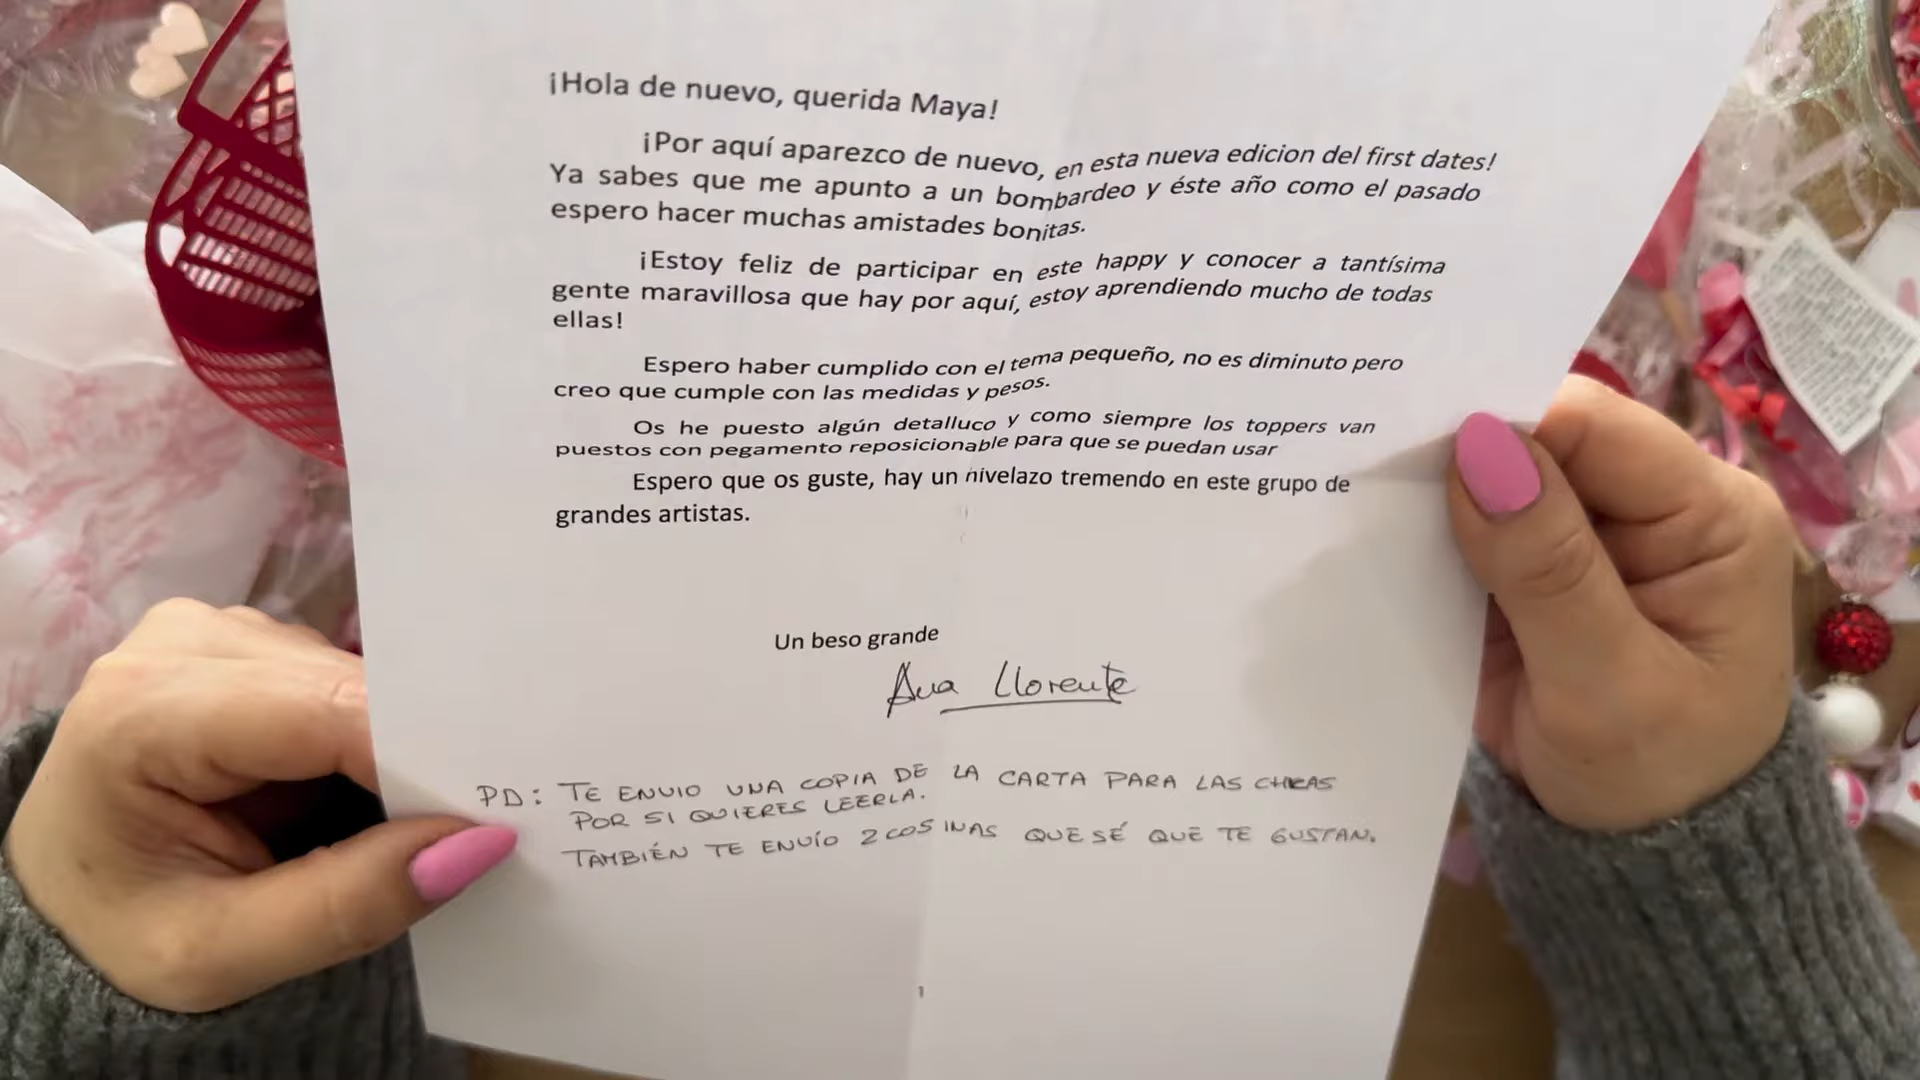 ¡Hola de nuevo, querida Maya!
¡Por aquí aparezco de nuevo, en esta nueva edicion del first dates!
Ya sabes que me apunto a un bombardeo y éste año como el pasado
espero hacer muchas amistades bonitas.
¡Estoy feliz de participar en este happy y conocer a tantísima
gente maravillosa que hay por aquí, estoy aprendiendo mucho de todas
ellas!
Espero haber cumplido con el tema pequeño, no es diminuto pero
creo que cumple con las medidas y pesos.
Os he puesto algún detalluco y como siempre los toppers van
puestos con pegamento reposicionable para que se puedan usar
Espero que os guste, hay un nivelazo tremendo en este grupo de
grandes artistas.
Un beso grande
Ana Llorente
PD: TE ENVIO UNA COPIA DE LA CARTA PARA LAS CHICAS
POR SI QUIERES LEERLA.
TAMBIÉN TE ENVÍO 2 COSINAS QUE SÉ QUE TE GUSTAN.
1